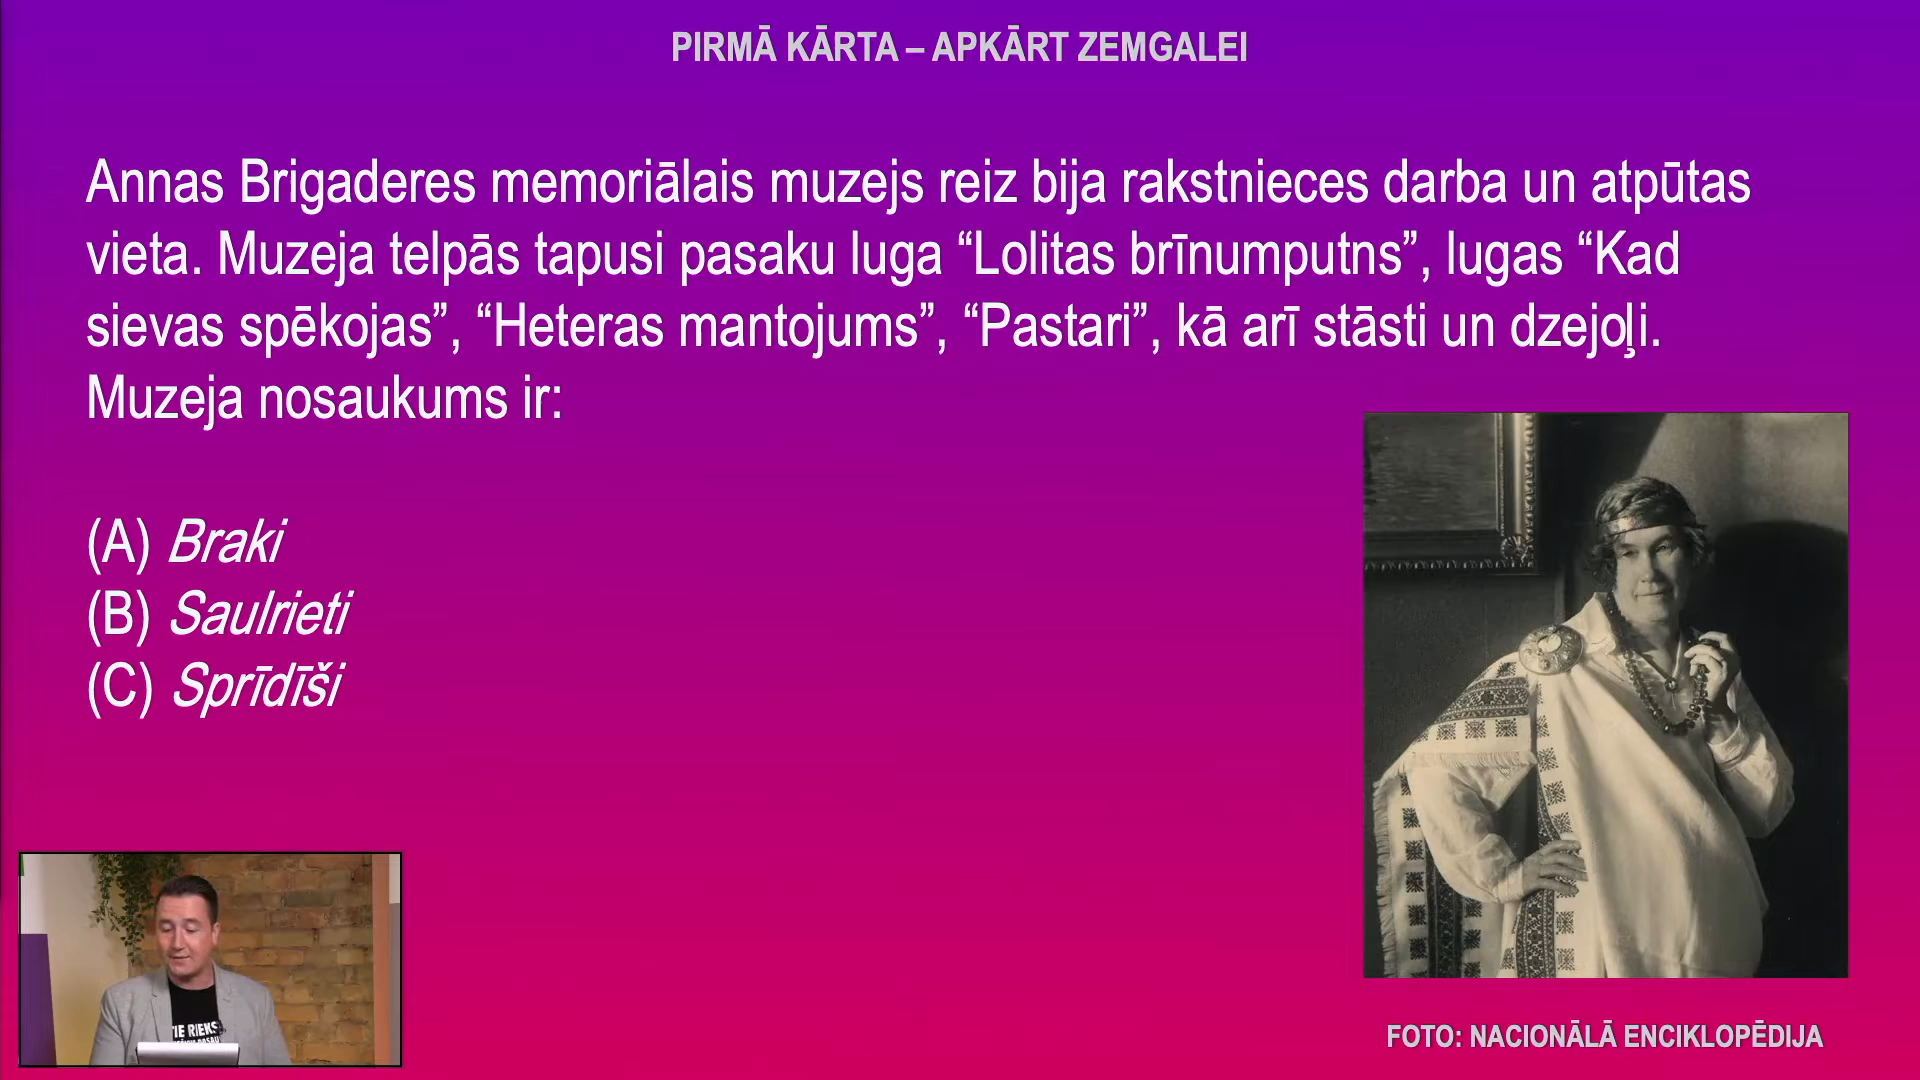 PIRMĀ KĀRTA – APKĀRT ZEMGALEI
Annas Brigaderes memoriālais muzejs reiz bija rakstnieces darba un atpūtas
vieta. Muzeja telpās tapusi pasaku luga “Lolitas brīnumputns”, lugas “Kad
sievas spēkojas”, “Heteras mantojums”, “Pastari”, kā arī stāsti un dzejoļi.
Muzeja nosaukums ir:
(A) Braki
(B) Saulrieti
(C) Sprīdīši
TIE RIEKS
FOTO: NACIONĀLĀ ENCIKLOPĒDIJA